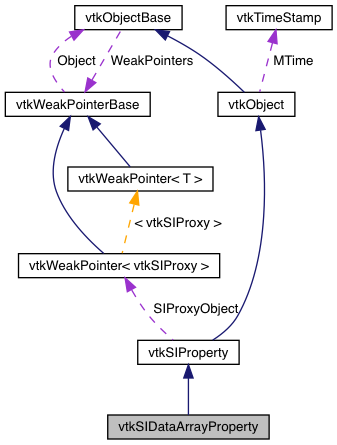 vtkObjectBase
vtkTimeStamp
Object
WeakPointers
MTime
vtkWeakPointerBase
vtkObject
vtkWeakPointer< T >
< vtkSIProxy >
vtkWeakPointer< vtkSIProxy >
SIProxyObject
vtkSIProperty
vtkSIDataArrayProperty